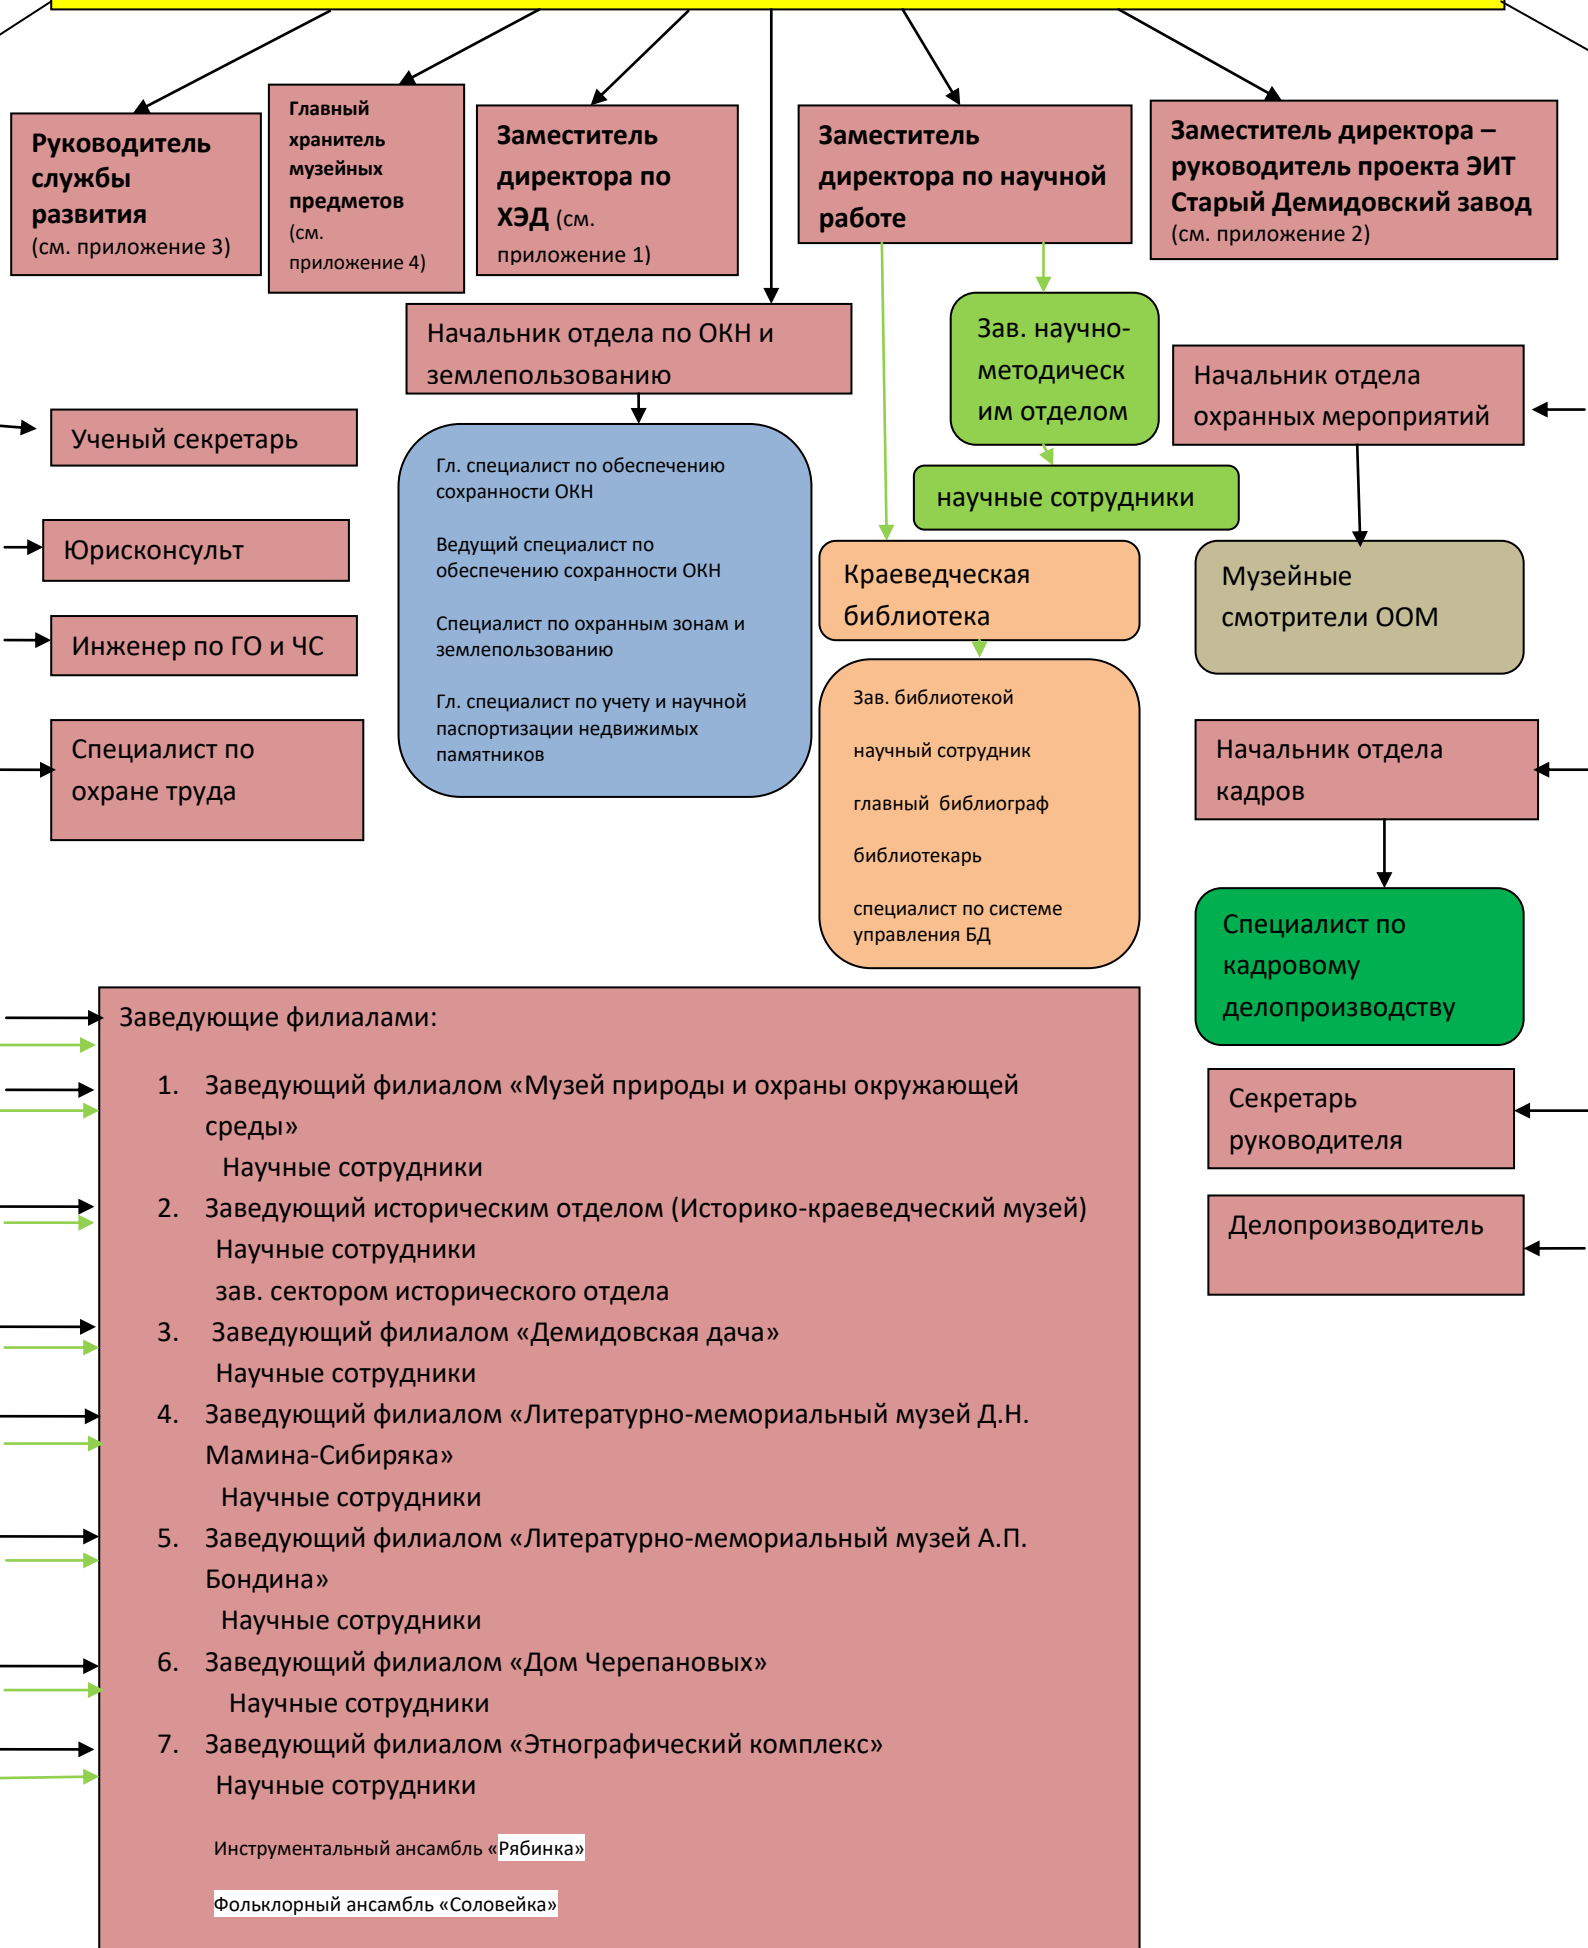 Руководитель
службы
развития
(см. приложение 3)
Главный
хранитель
музейных
предметов
(см.
приложение 4)
Заместитель
директора по
ХЭД (см.
приложение 1)
Заместитель
директора по научной
работе
Заместитель директора –
руководитель проекта ЭИТ
Старый Демидовский завод
(см. приложение 2)
Начальник отдела по ОКН и
землепользованию
Зав. научно-
методическ
им отделом
Начальник отдела
охранных мероприятий
Ученый секретарь
Гл. специалист по обеспечению
сохранности ОКН
Ведущий специалист по
обеспечению сохранности ОКН
Специалист по охранным зонам и
землепользованию
Гл. специалист по учету и научной
паспортизации недвижимых
памятников
научные сотрудники
Юрисконсульт
Краеведческая
библиотека
Музейные
смотрители ООМ
Инженер по ГО и ЧС
Зав. библиотекой
научный сотрудник
главный  библиограф
библиотекарь
специалист по системе
управления БД
Специалист по
охране труда
Начальник отдела
кадров
Специалист по
кадровому
делопроизводству
Секретарь
руководителя
Делопроизводитель
Заведующие филиалами:
1. Заведующий филиалом «Музей природы и охраны окружающей
среды»
Научные сотрудники
2. Заведующий историческим отделом (Историко-краеведческий музей)
Научные сотрудники
зав. сектором исторического отдела
3. Заведующий филиалом «Демидовская дача»
Научные сотрудники
4. Заведующий филиалом «Литературно-мемориальный музей Д.Н.
Мамина-Сибиряка»
Научные сотрудники
5. Заведующий филиалом «Литературно-мемориальный музей А.П.
Бондина»
Научные сотрудники
6. Заведующий филиалом «Дом Черепановых»
Научные сотрудники
7. Заведующий филиалом «Этнографический комплекс»
Научные сотрудники
Инструментальный ансамбль «Рябинка»
Фольклорный ансамбль «Соловейка»